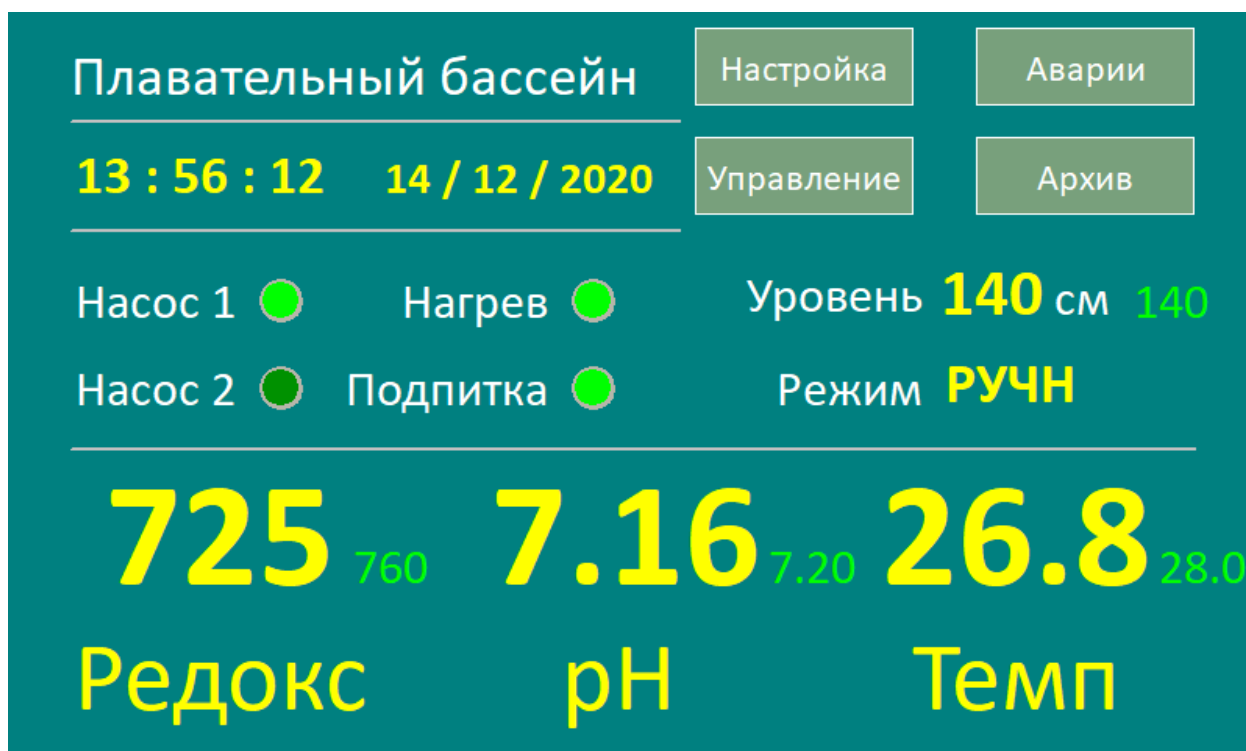 Плавательный бассейн
Настройка
Аварии
13 : 56 : 12 14 / 12 / 2020
Управление
Архив
Насос 1 Нагрев Уровень 140 см 140
Насос 2 Подпитка Режим РУЧН
725 760 7.16 7.20 26.8 28.0
Редокс pH Темп